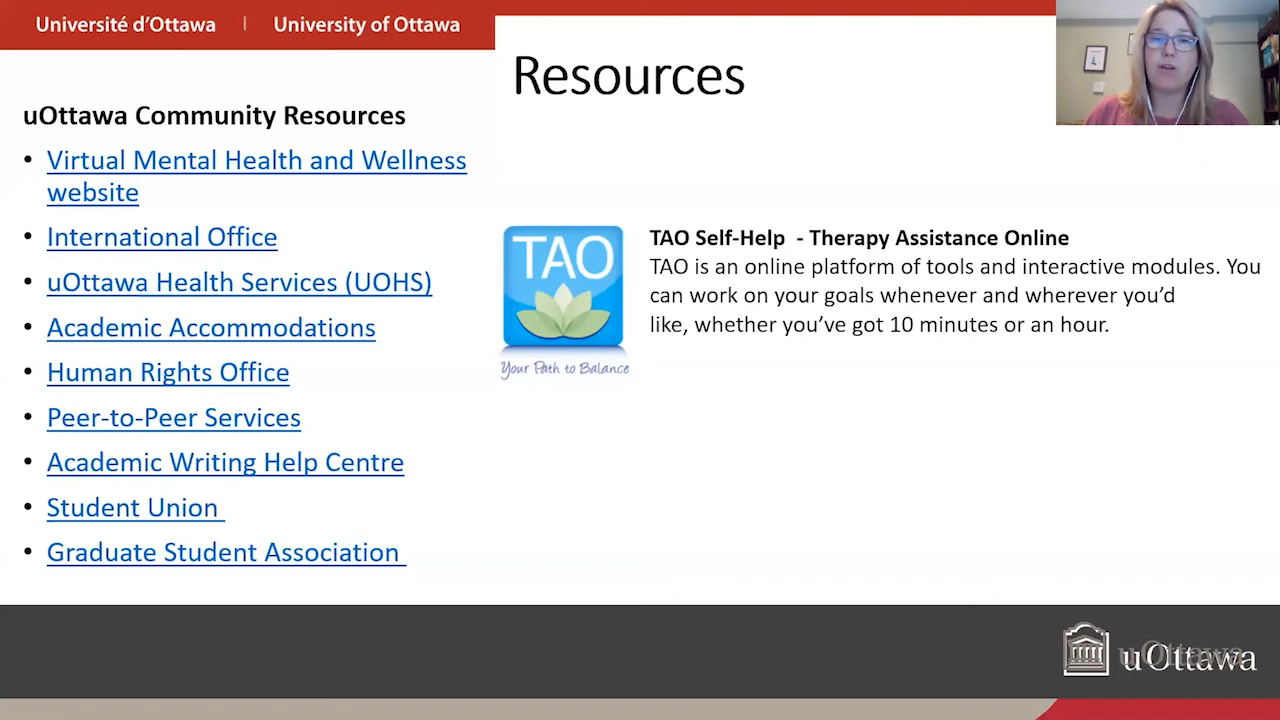 Université d'Ottawa | University of Ottawa
Resources
uOttawa Community Resources
• Virtual Mental Health and Wellness
website
• International Office
• uOttawa Health Services (UOHS)
• Academic Accommodations
• Human Rights Office
• Peer-to-Peer Services
• Academic Writing Help Centre
• Student Union
• Graduate Student Association
TAO
Your Path to Balance
TAO Self-Help - Therapy Assistance Online
TAO is an online platform of tools and interactive modules. You
can work on your goals whenever and wherever you'd
like, whether you've got 10 minutes or an hour.
uOttawa
uOttawa